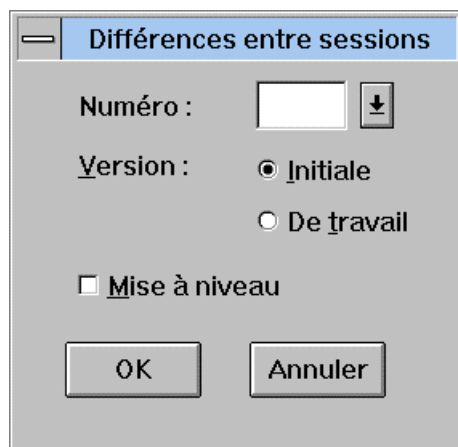 Différences entre sessions
Numéro :
Version : Initiale
De travail
Mise à niveau
OK Annuler